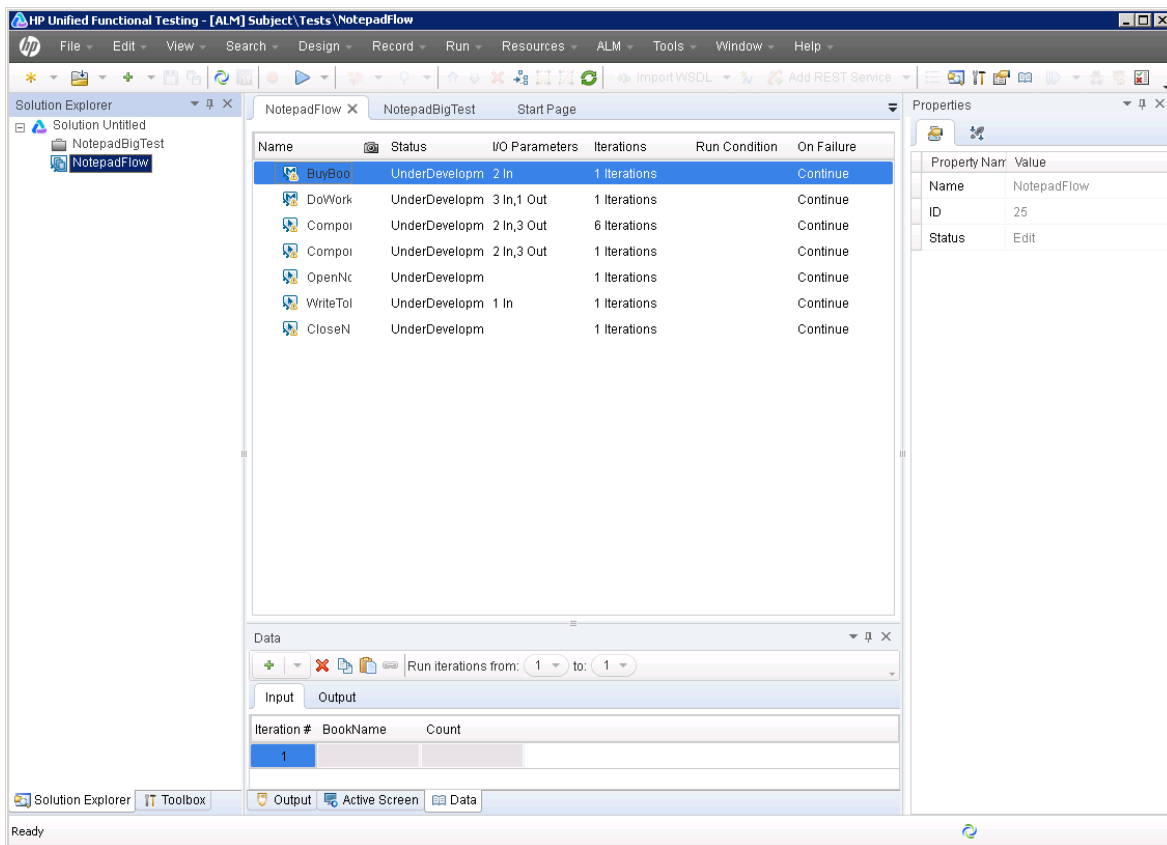 HP Unified Functional Testing - [ALM] Subject\Tests\NotepadFlow
hp File Edit View Search Design Record Run Resources ALM Tools Window Help
Import WSDL Add REST Service
Solution Explorer
Solution Untitled
NotepadBigTest
NotepadFlow
NotepadFlow NotepadBigTest Start Page
Name Status I/O Parameters Iterations Run Condition On Failure
BuyBoo UnderDevelopm 2 In 1 Iterations Continue
DoWork UnderDevelopm 3 In,1 Out 1 Iterations Continue
Compoi UnderDevelopm 2 In,3 Out 6 Iterations Continue
Compoi UnderDevelopm 2 In,3 Out 1 Iterations Continue
OpenNc UnderDevelopm 1 Iterations Continue
WriteTol UnderDevelopm 1 In 1 Iterations Continue
CloseN UnderDevelopm 1 Iterations Continue
Data
Run iterations from: 1 to: 1
Input Output
Iteration # BookName Count
1
Solution Explorer Toolbox
Output Active Screen Data
Properties
Property Nam Value
Name NotepadFlow
ID 25
Status Edit
Ready